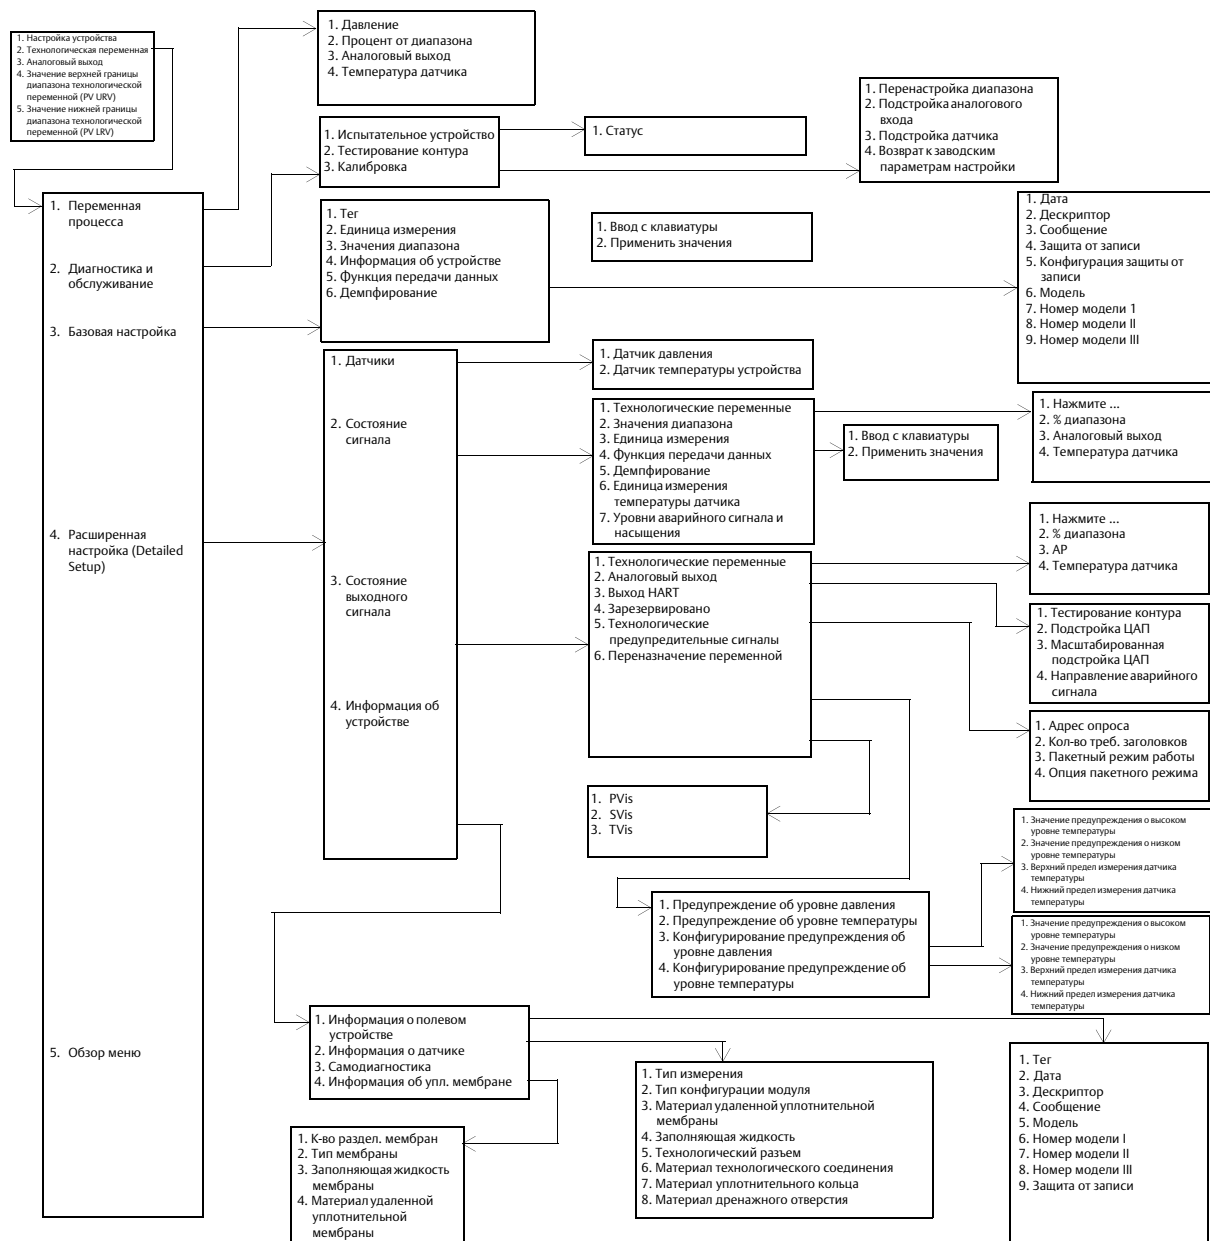 1. Настройка устройства
2. Технологическая переменная
3. Аналоговый выход
4. Значение верхней границы
диапазона технологической
переменной (PV URV)
5. Значение нижней границы
диапазона технологической
переменной (PV LRV)
1. Давление
2. Процент от диапазона
3. Аналоговый выход
4. Температура датчика
1. Испытательное устройство
2. Тестирование контура
3. Калибровка
1. Статус
1. Перенастройка диапазона
2. Подстройка аналогового
входа
3. Подстройка датчика
4. Возврат к заводским
параметрам настройки
1. Переменная
процесса
2. Диагностика и
обслуживание
3. Базовая настройка
4. Расширенная
настройка (Detailed
Setup)
5. Обзор меню
1. Тег
2. Единица измерения
3. Значения диапазона
4. Информация об устройстве
5. Функция передачи данных
6. Демпфирование
1. Ввод с клавиатуры
2. Применить значения
1. Дата
2. Дескриптор
3. Сообщение
4. Защита от записи
5. Конфигурация защиты от
записи
6. Модель
7. Номер модели 1
8. Номер модели II
9. Номер модели III
1. Датчики
2. Состояние
сигнала
3. Состояние
выходного
сигнала
4. Информация об
устройстве
1. Датчик давления
2. Датчик температуры устройства
1. Технологические переменные
2. Значения диапазона
3. Единица измерения
4. Функция передачи данных
5. Демпфирование
6. Единица измерения
температуры датчика
7. Уровни аварийного сигнала и
насыщения
1. Ввод с клавиатуры
2. Применить значения
1. Нажмите ...
2. % диапазона
3. Аналоговый выход
4. Температура датчика
1. Технологические переменные
2. Аналоговый выход
3. Выход HART
4. Зарезервировано
5. Технологические
предупредительные сигналы
6. Переназначение переменной
1. Нажмите ...
2. % диапазона
3. AP
4. Температура датчика
1. Тестирование контура
2. Подстройка ЦАП
3. Масштабированная
подстройка ЦАП
4. Направление аварийного
сигнала
1. Адрес опроса
2. Кол-во треб. заголовков
3. Пакетный режим работы
4. Опция пакетного режима
1. PVis
2. SVis
3. TVis
1. Значение предупреждения о высоком
уровне температуры
2. Значение предупреждения о низком
уровне температуры
3. Верхний предел измерения датчика
температуры
4. Нижний предел измерения датчика
температуры
1. Предупреждение об уровне давления
2. Предупреждение об уровне температуры
3. Конфигурирование предупреждения об
уровне давления
4. Конфигурирование предупреждение об
уровне температуры
1. Значение предупреждения о высоком
уровне температуры
2. Значение предупреждения о низком
уровне температуры
3. Верхний предел измерения датчика
температуры
4. Нижний предел измерения датчика
температуры
1. Информация о полевом
устройстве
2. Информация о датчике
3. Самодиагностика
4. Информация об упл. мембране
1. Тип измерения
2. Тип конфигурации модуля
3. Материал удаленной уплотнительной
мембраны
4. Заполняющая жидкость
5. Технологический разъем
6. Материал технологического соединения
7. Материал уплотнительного кольца
8. Материал дренажного отверстия
1. Тег
2. Дата
3. Дескриптор
4. Сообщение
5. Модель
6. Номер модели I
7. Номер модели II
8. Номер модели III
9. Защита от записи
1. К-во раздел. мембран
2. Тип мембраны
3. Заполняющая жидкость
мембраны
4. Материал удаленной
уплотнительной
мембраны